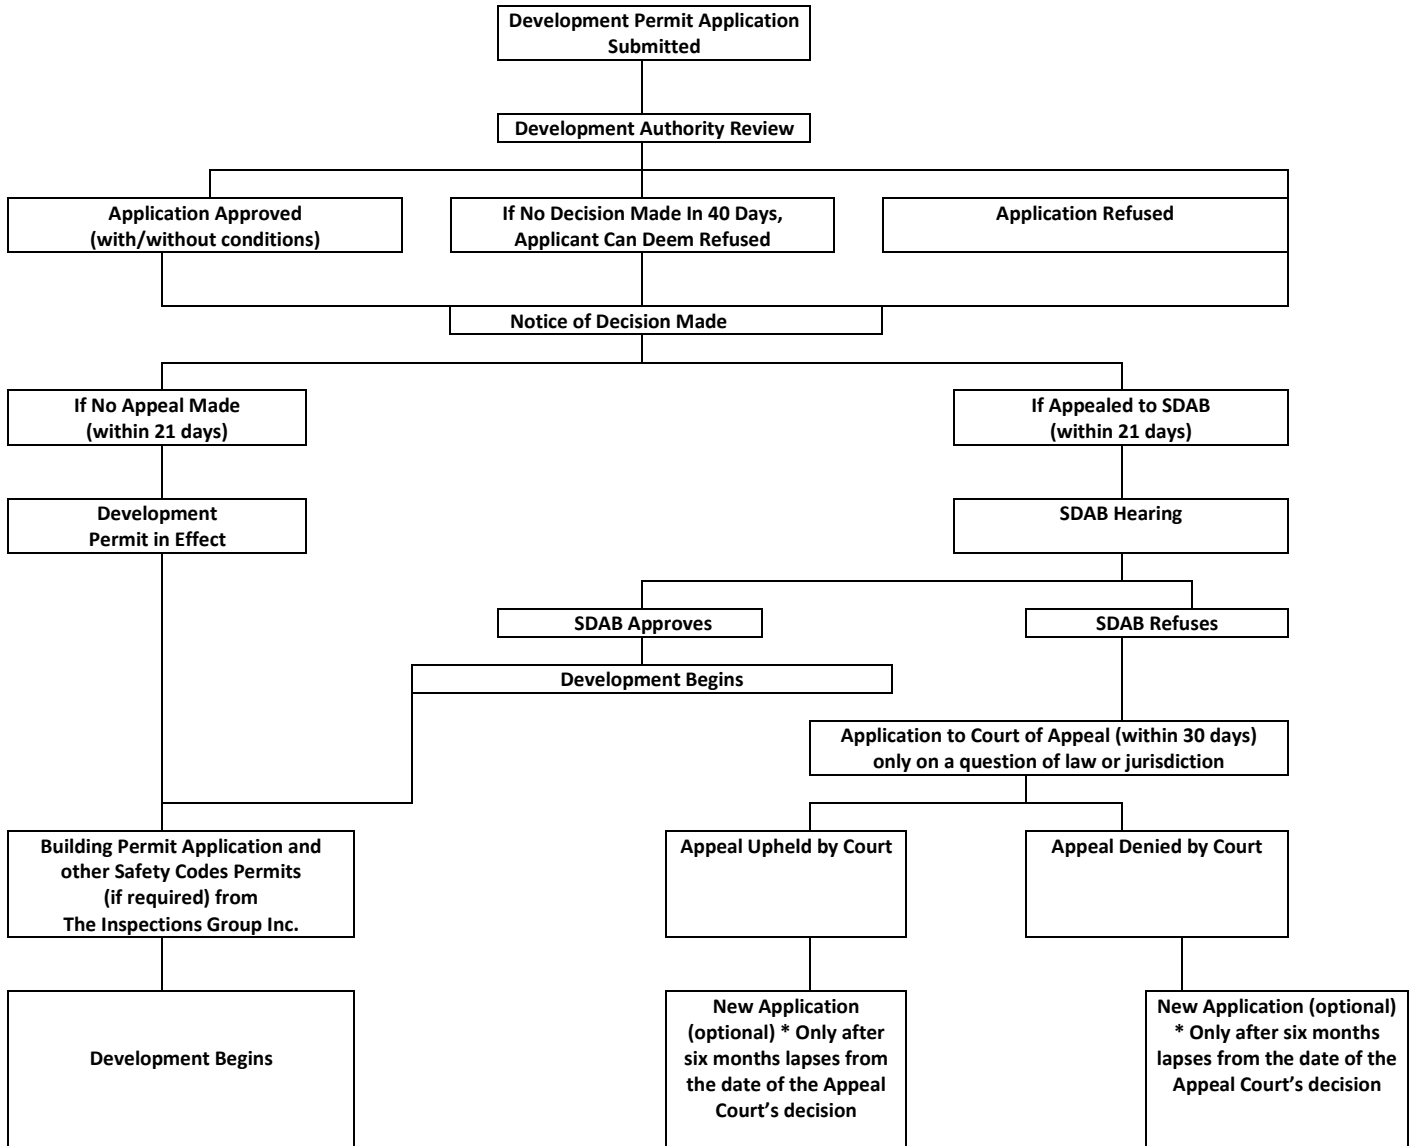 Development Permit Application
Submitted
Development Authority Review
Application Approved
(with/without conditions)
If No Decision Made In 40 Days,
Applicant Can Deem Refused
Application Refused
Notice of Decision Made
If No Appeal Made
(within 21 days)
If Appealed to SDAB
(within 21 days)
Development
Permit in Effect
SDAB Hearing
SDAB Approves
SDAB Refuses
Development Begins
Application to Court of Appeal (within 30 days)
only on a question of law or jurisdiction
Building Permit Application and
other Safety Codes Permits
(if required) from
The Inspections Group Inc.
Appeal Upheld by Court
Appeal Denied by Court
Development Begins
New Application
(optional) * Only after
six months lapses from
the date of the Appeal
Court’s decision
New Application (optional)
* Only after six months
lapses from the date of the
Appeal Court’s decision